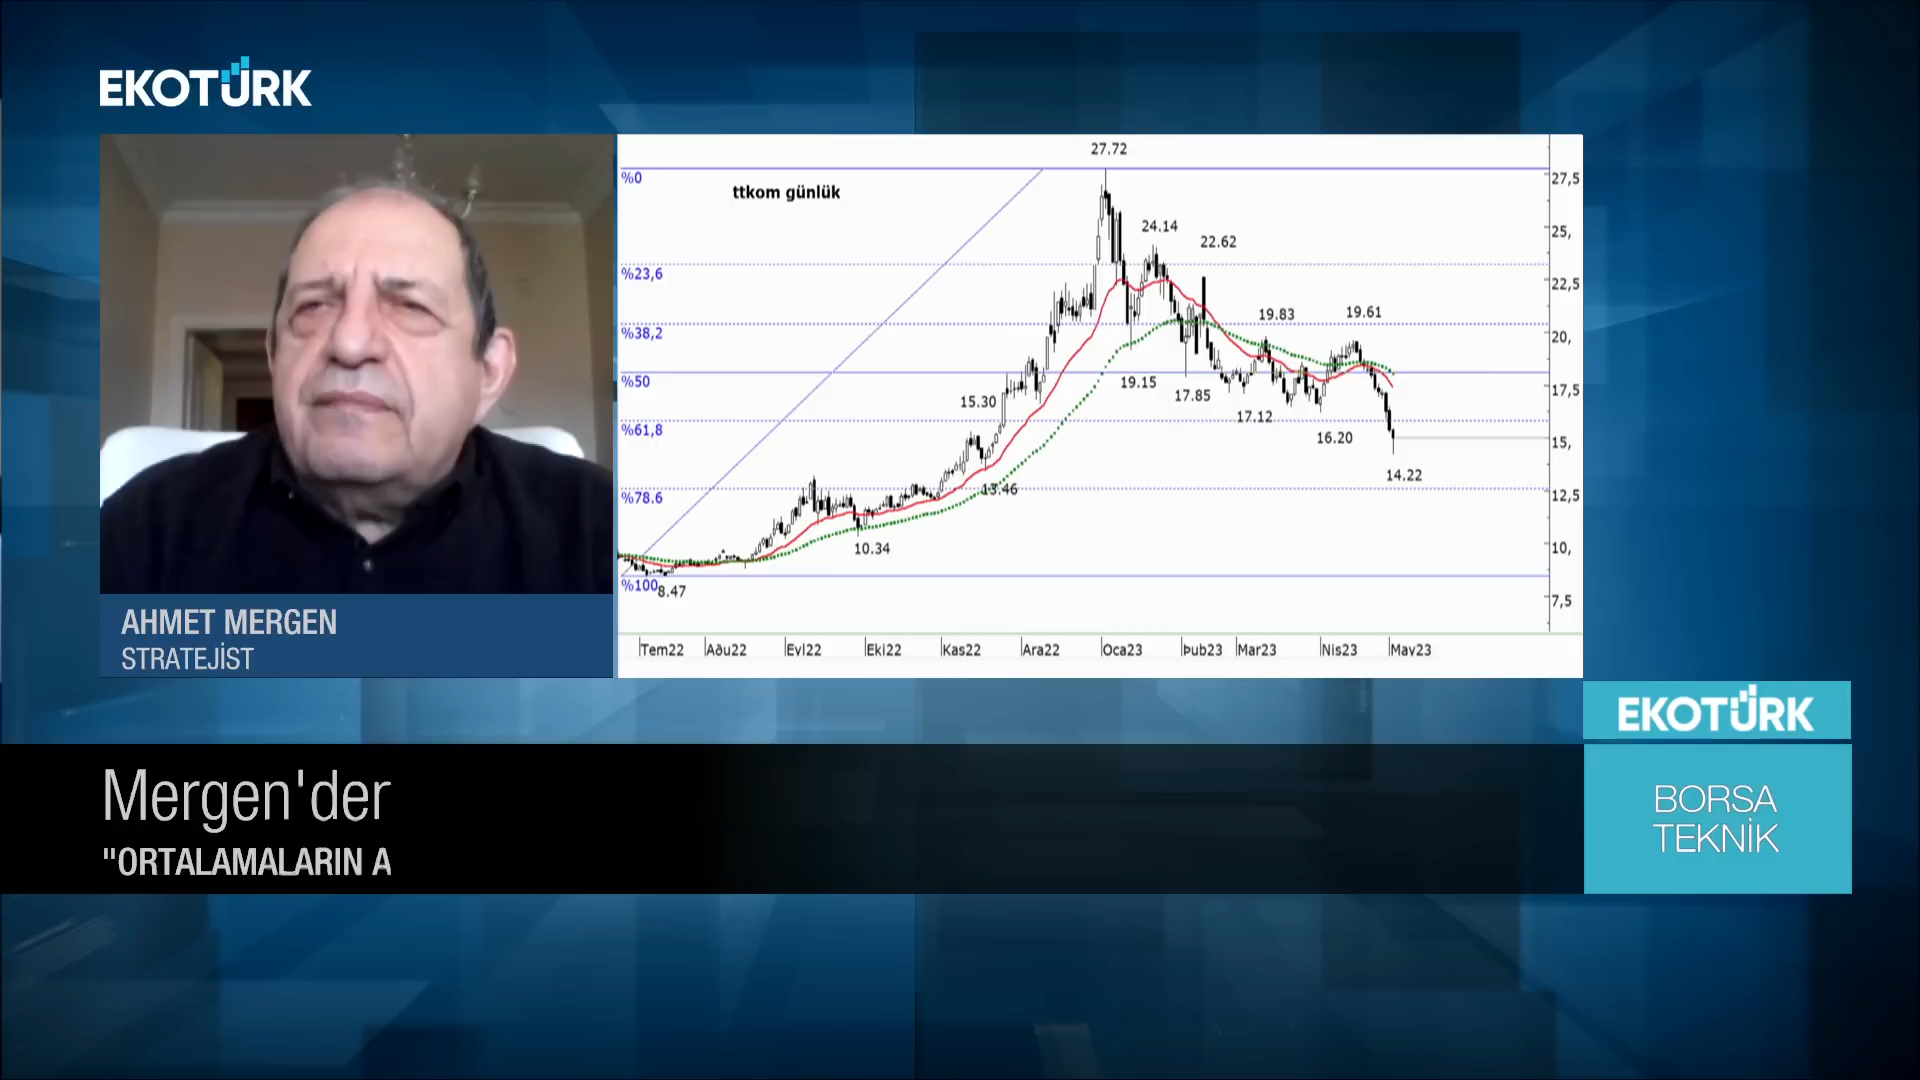 EKOTÜRK
27.72
%0
ttkom günlük
27,5
24.14
22.62
25,
%23,6
22,5
19.83
19.61
%38,2
20,
%50
19.15
17.85
17,5
15.30
17.12
%61,8
16.20
15,
14.22
%78.6
13.46
12,5
10.34
10,
%100
8.47
7,5
Tem22
Aðu22
Eyl22
Eki22
Kas22
Ara22
Oca23
Þub23
Mar23
Nis23
May23
AHMET MERGEN
STRATEJİST
EKOTÜRK
Mergen'der
"ORTALAMALARIN A
BORSA
TEKNİK